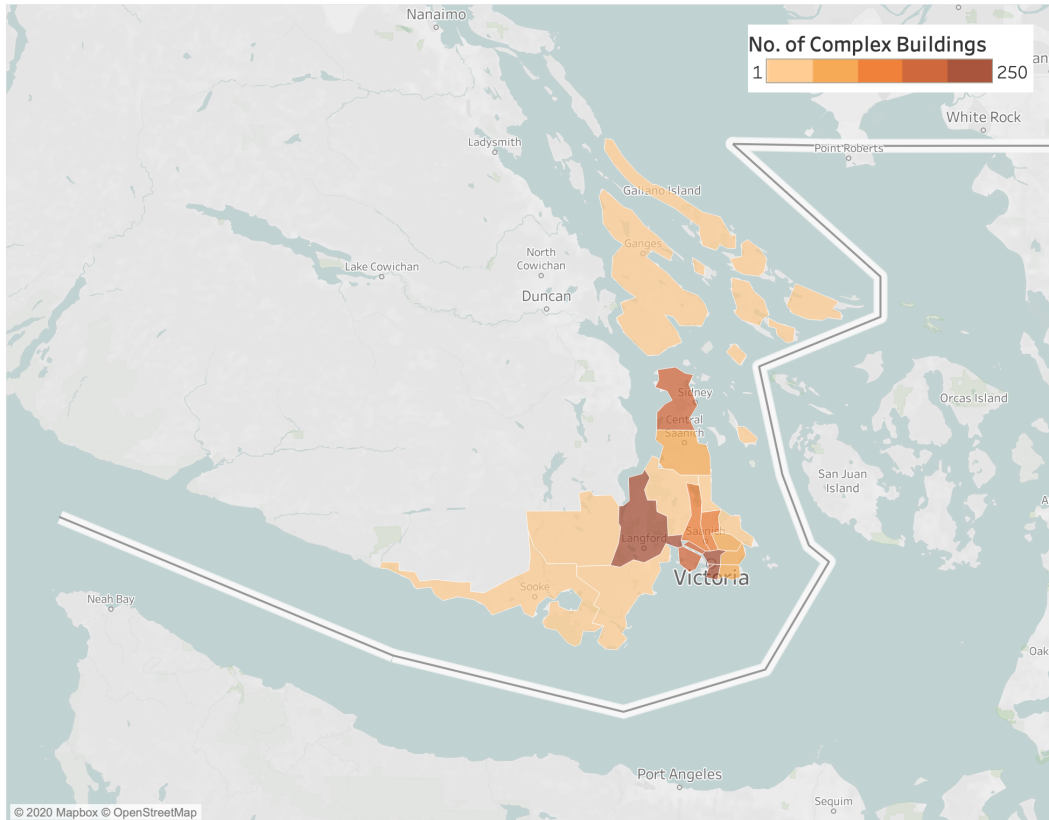 Nanaimo
No. of Complex Buildings
1
250
White Rock
Ladysmith
Point Roberts
Galiano Island
Ganges
North
Cowichan
Lake Cowichan
Duncan
Sidney
Orcas Island
Central
Saanich
San Juan
Island
Saanich
Langford
Victoria
Sooke
Neah Bay
Oak
Port Angeles
Sequim
© 2020 Mapbox © OpenStreetMap